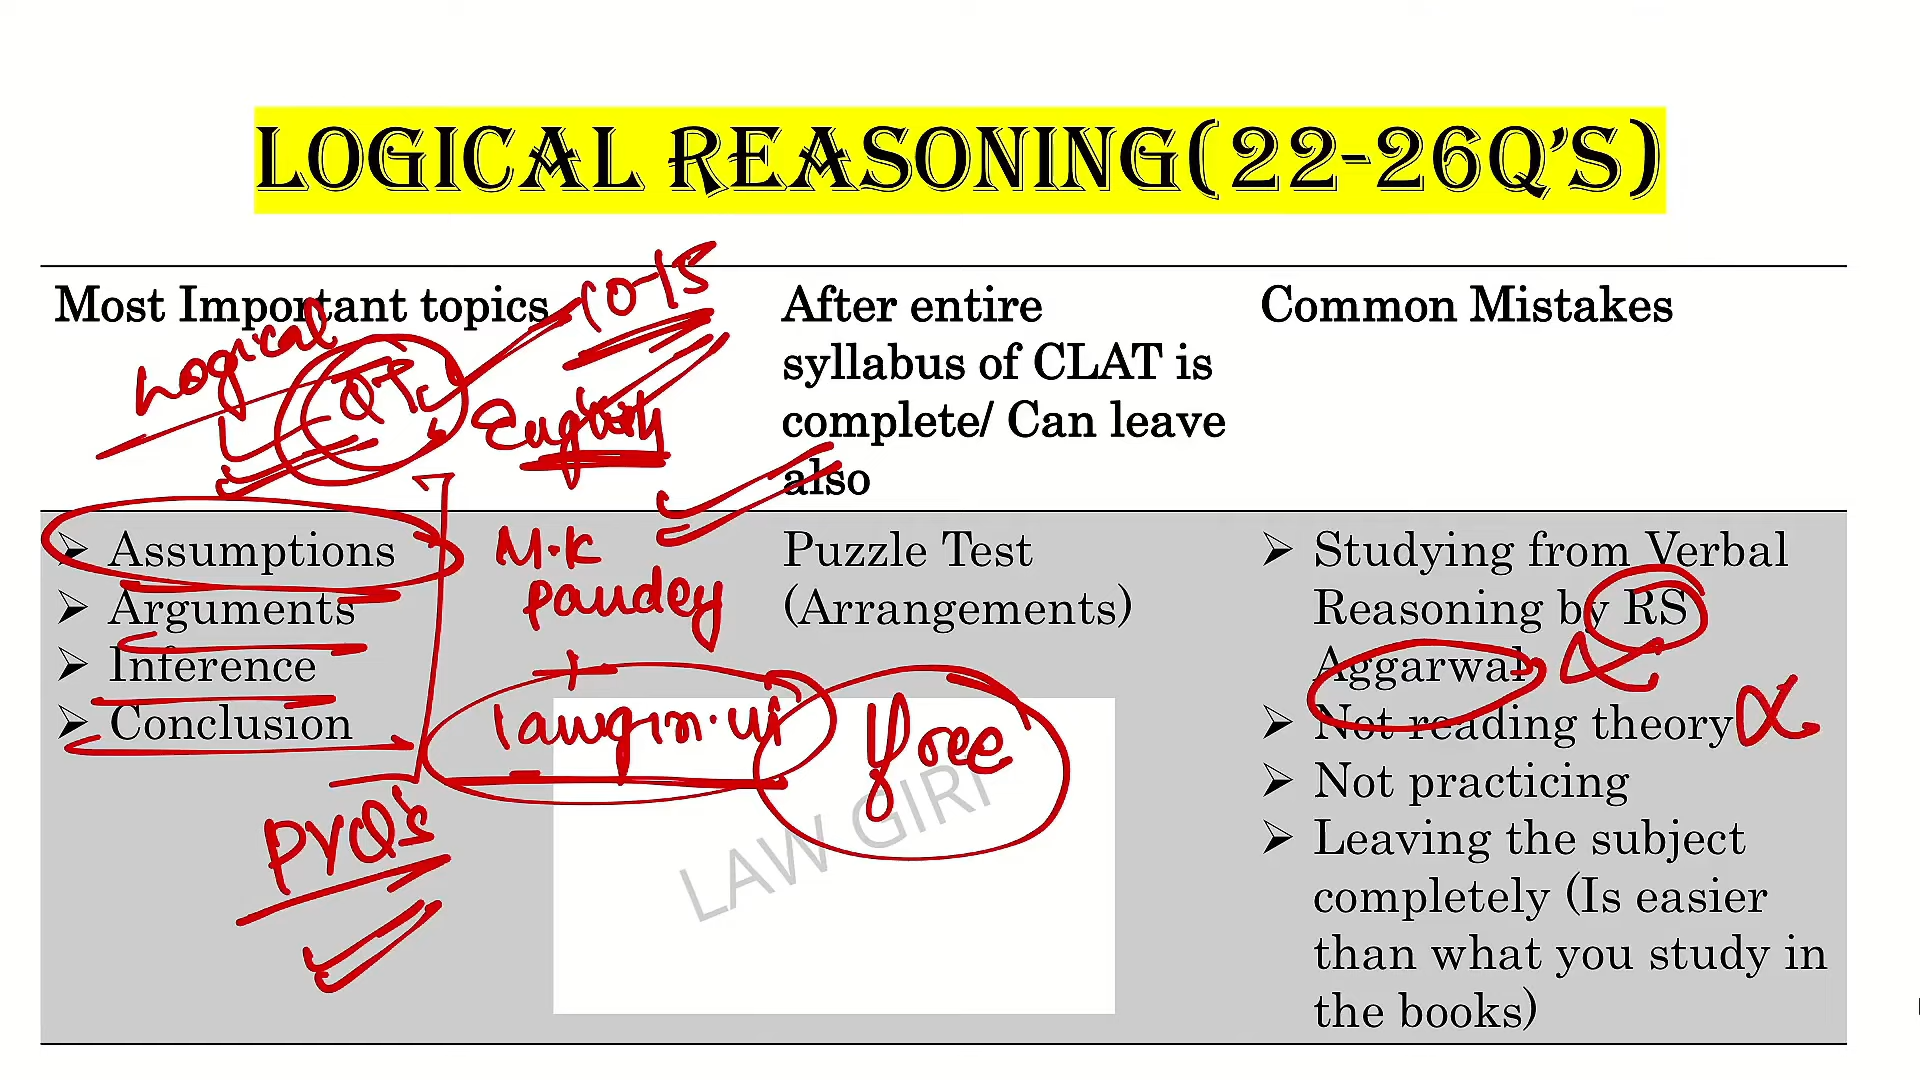 LOGICAL REASONING(22-26Q'S)
Most Important topics
After entire
syllabus of CLAT is
complete/ Can leave
also
Common Mistakes
Logical
QT
10-15
English
➢ Assumptions
➢ Arguments
➢ Inference
➢ Conclusion
PYQ's
M.K
Pandey
+
free
LAW GIRI
Puzzle Test
(Arrangements)
➢ Studying from Verbal
Reasoning by RS
Aggarwal
➢ Not reading theory
➢ Not practicing
➢ Leaving the subject
completely (Is easier
than what you study in
the books)